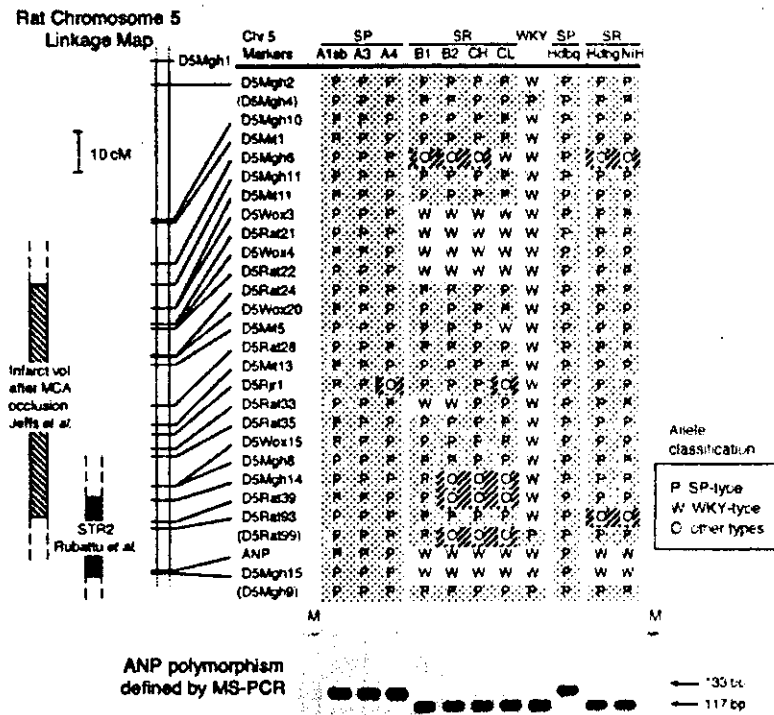 Rat Chromosome 5
Linkage Map
D5Mgh1
10 cM
Infarct vol
after MCA
occlusion
Jeffs et al.
STR2
Rubattu et al.
Chr 5 SP SR WKY SP SR
Markers A1sb A3 A4 B1 B2 CH CL NIH
D5Mgh2 P P P P P P P W P P P
(D5Mgh4) P P P P P P P P P P P
D5Mgh10 P P P P P P P W P P P
D5Mit1 P P P P P P P W P P P
D5Mgh6 P P P O O O W W P O O
D5Mgh11 P P P P P P P W P P P
D5Mit11 P P P P P P P W P P P
D5Wox3 P P P W W W W W P P P
D5Rat21 P P P W W W W W P P P
D5Wox4 P P P W W W W W P P P
D5Rat22 P P P W W W W W P P P
D5Rat24 P P P P P P P W P P P
D5Wox20 P P P P P P P W P P P
D5Mit5 P P P P P P W W P P P
D5Rat28 P P P P P P P W P P P
D5Mit13 P P P P P P P W P P P
D5Rjr1 P P O P P P O W P P P
D5Rat33 P P P W W P P W P P P
D5Rat35 P P P P P P P W P P P
D5Wox15 P P P P P P P W P P P
D5Mgh8 P P P P P P P W P P P
D5Mgh14 P P P P O O O W P P P
D5Rat39 P P P P O O O W P P P
D5Rat93 P P P P P P P W P O O
(D5Rat99) P P P P O O O W P P P
ANP P P P W W W W W P W W
D5Mgh15 P P P W W W W W P W W
(D5Mgh9) P P P P P P P P P P P
Allele
classification
P SP-type
W WKY-type
O other types
M M
ANP polymorphism
defined by MS-PCR
← 133 bp
← 117 bp